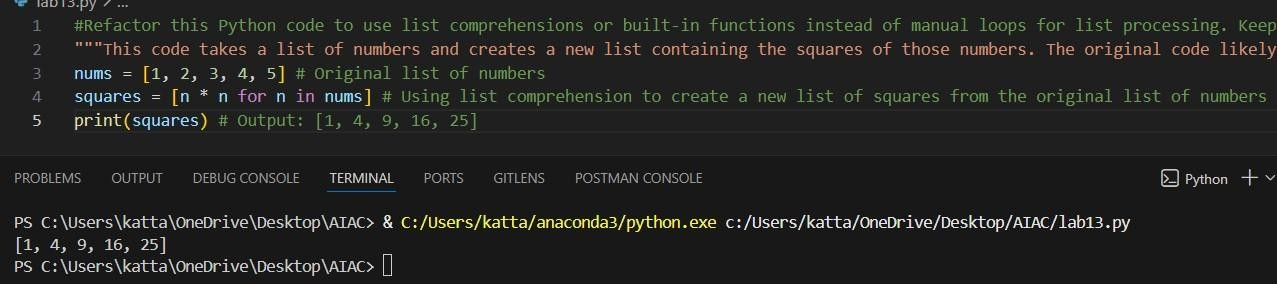 lab13.py > ...
1 #Refactor this Python code to use list comprehensions or built-in functions instead of manual loops for list processing. Keep
2 """This code takes a list of numbers and creates a new list containing the squares of those numbers. The original code likely
3 nums = [1, 2, 3, 4, 5] # Original list of numbers
4 squares = [n * n for n in nums] # Using list comprehension to create a new list of squares from the original list of numbers
5 print(squares) # Output: [1, 4, 9, 16, 25]
PROBLEMS OUTPUT DEBUG CONSOLE TERMINAL PORTS GITLENS POSTMAN CONSOLE Python
PS C:\Users\katta\OneDrive\Desktop\AIAC> & C:/Users/katta/anaconda3/python.exe c:/Users/katta/OneDrive/Desktop/AIAC/lab13.py
[1, 4, 9, 16, 25]
PS C:\Users\katta\OneDrive\Desktop\AIAC>